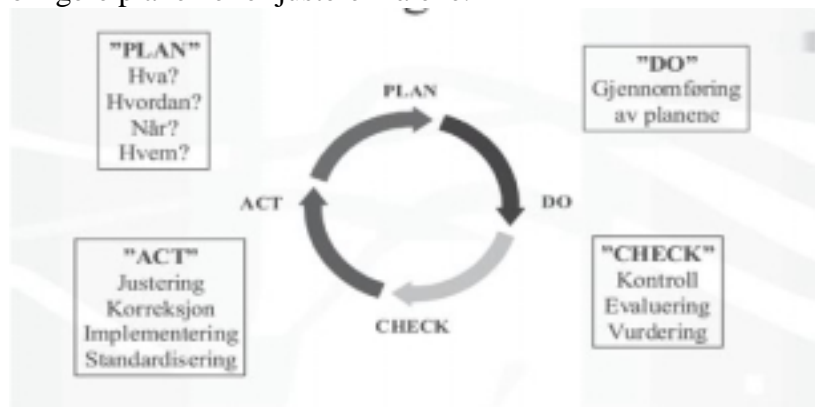 "PLAN"
Hva?
Hvordan?
Når?
Hvem?
"DO"
Gjennomføring
av planene
PLAN
ACT
DO
CHECK
"ACT"
Justering
Korreksjon
Implementering
Standardisering
"CHECK"
Kontroll
Evaluering
Vurdering